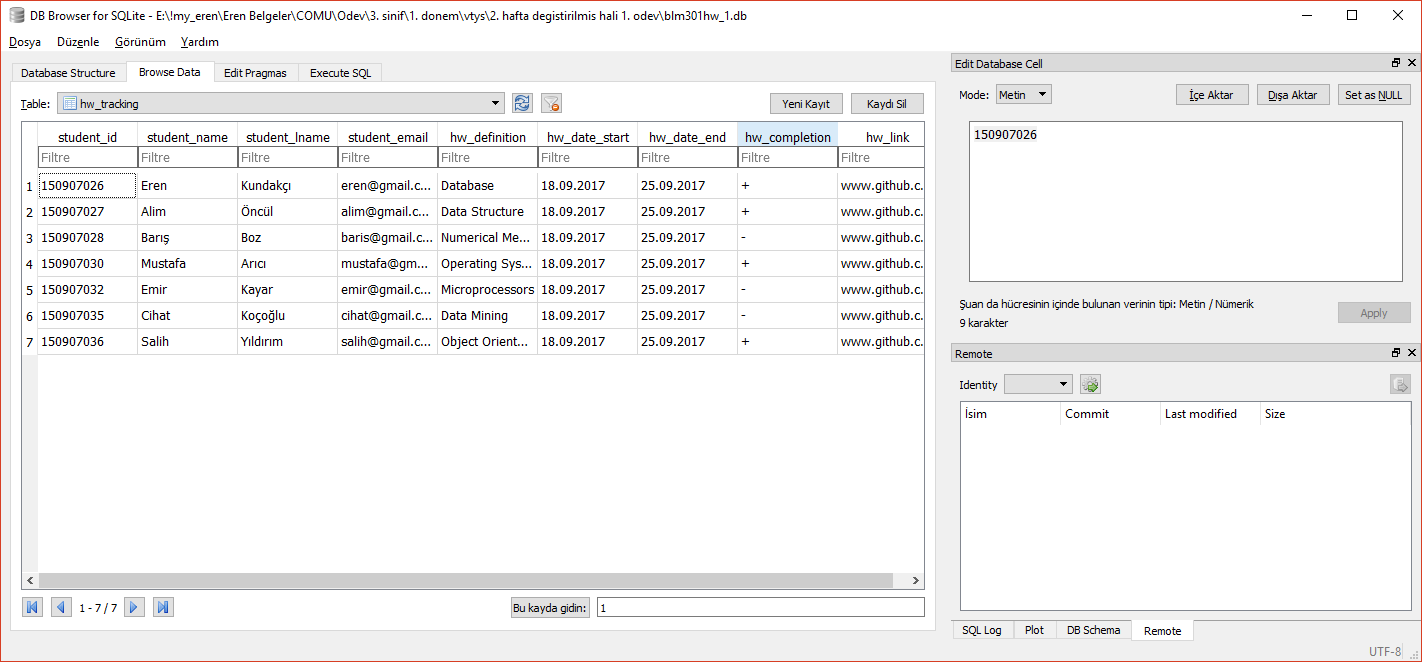 DB Browser for SQLite - E:\!my_eren\Eren Belgeler\COMU\Odev\3. sinif\1. donem\vtys\2. hafta degistirilmis hali 1. odev\blm301hw_1.db
Dosya Düzenle Görünüm Yardım
Database Structure Browse Data Edit Pragmas Execute SQL
Table: hw_tracking Yeni Kayıt Kaydı Sil
student_id student_name student_lname student_email hw_definition hw_date_start hw_date_end hw_completion hw_link
Filtre Filtre Filtre Filtre Filtre Filtre Filtre Filtre Filtre
1 150907026 Eren Kundakçı eren@gmail.c... Database 18.09.2017 25.09.2017 + www.github.c.
2 150907027 Alim Öncül alim@gmail.c... Data Structure 18.09.2017 25.09.2017 + www.github.c.
3 150907028 Barış Boz baris@gmail.c... Numerical Me... 18.09.2017 25.09.2017 - www.github.c.
4 150907030 Mustafa Arıcı mustafa@gm... Operating Sys... 18.09.2017 25.09.2017 + www.github.c.
5 150907032 Emir Kayar emir@gmail.c... Microprocessors 18.09.2017 25.09.2017 - www.github.c.
6 150907035 Cihat Koçoğlu cihat@gmail.c... Data Mining 18.09.2017 25.09.2017 - www.github.c.
7 150907036 Salih Yıldırım salih@gmail.c... Object Orient... 18.09.2017 25.09.2017 + www.github.c.
1 - 7 / 7 Bu kayda gidin: 1
Edit Database Cell
Mode: Metin İçe Aktar Dışa Aktar Set as NULL
150907026
Şuan da hücresinin içinde bulunan verinin tipi: Metin / Nümerik
9 karakter
Apply
Remote
Identity
İsim Commit Last modified Size
SQL Log Plot DB Schema Remote
UTF-8